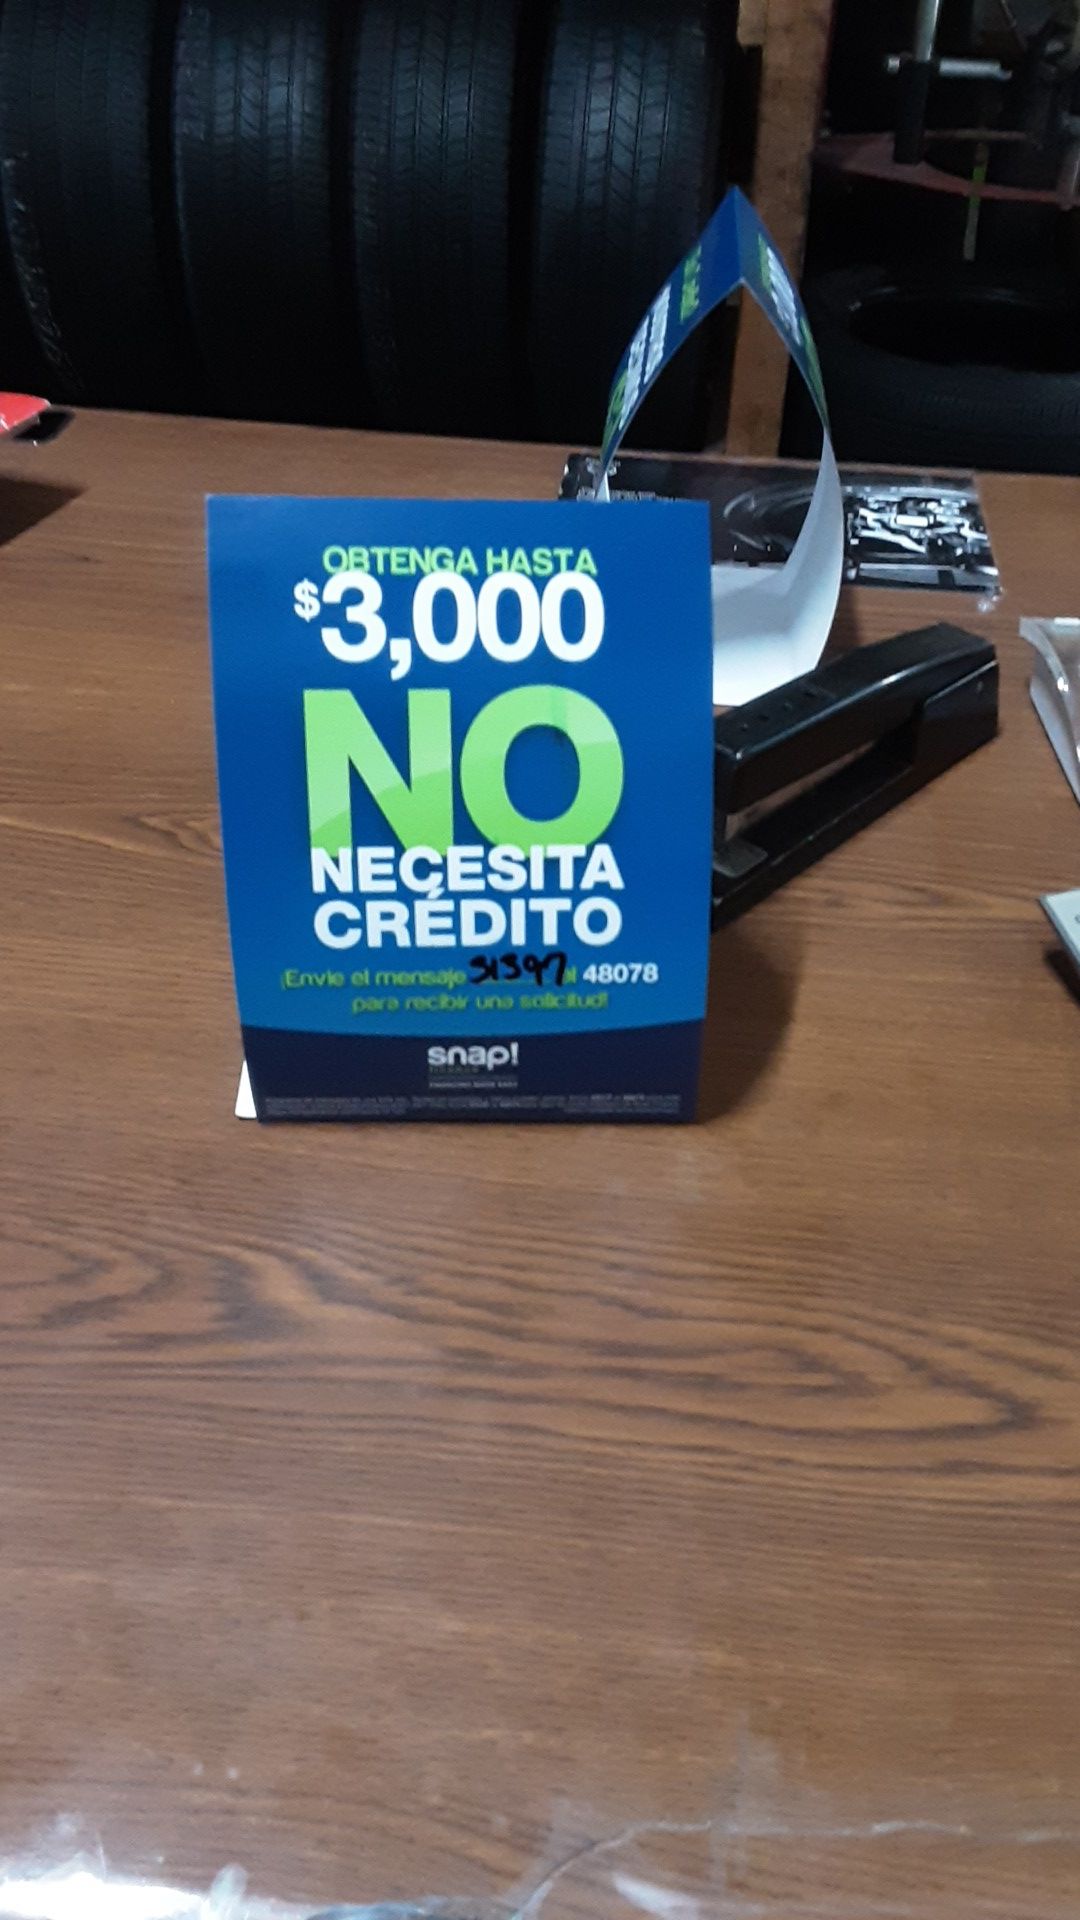 OBTENGA HASTA
$3,000
NO
NECESITA
CRÉDITO
¡Envíe el mensaje 31397 al 48078
para recibir una solicitud!
snap!